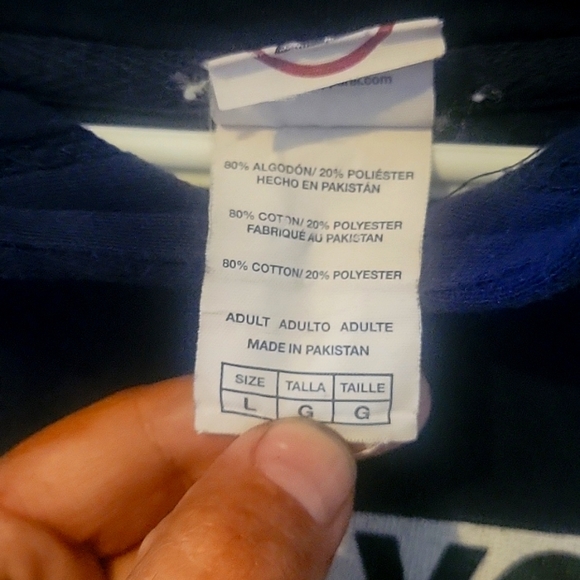 80% ALGODÓN/ 20% POLIÉSTER
HECHO EN PAKISTÁN
80% COTON/ 20% POLYESTER
FABRIQUÉ AU PAKISTAN
80% COTTON/ 20% POLYESTER
ADULT ADULTO ADULTE
MADE IN PAKISTAN
SIZE TALLA TAILLE
L G G